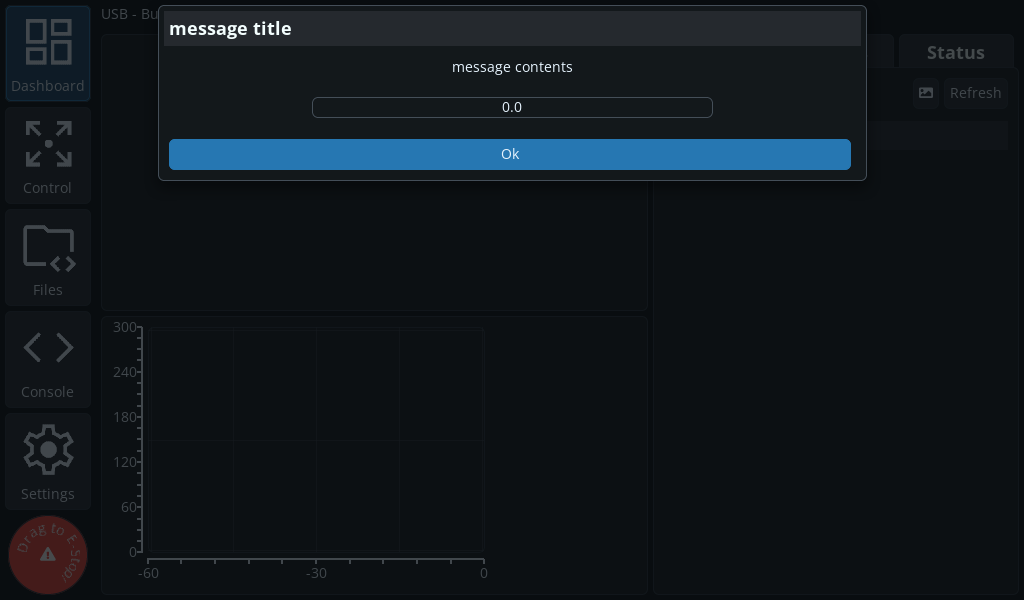 USB - Bu
message title
message contents
0.0
Ok
Dashboard
Control
Files
Console
Settings
Drag to E-Stop!
Status
Refresh
300
240
180
120
60
0
-60
-30
0